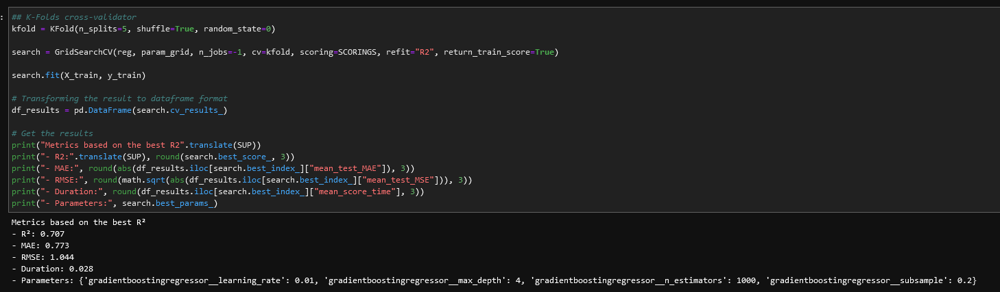 :
## K-Folds cross-validator
kfold = KFold(n_splits=5, shuffle=True, random_state=0)
search = GridSearchCV(reg, param_grid, n_jobs=-1, cv=kfold, scoring=SCORINGS, refit="R2", return_train_score=True)
search.fit(X_train, y_train)
# Transforming the result to dataframe format
df_results = pd.DataFrame(search.cv_results_)
# Get the results
print("Metrics based on the best R2".translate(SUP))
print("- R2:".translate(SUP), round(search.best_score_, 3))
print("- MAE:", round(abs(df_results.iloc[search.best_index_]["mean_test_MAE"]), 3))
print("- RMSE:", round(math.sqrt(abs(df_results.iloc[search.best_index_]["mean_test_MSE"])), 3))
print("- Duration:", round(df_results.iloc[search.best_index_]["mean_score_time"], 3))
print("- Parameters:", search.best_params_)
Metrics based on the best R²
- R²: 0.707
- MAE: 0.773
- RMSE: 1.044
- Duration: 0.028
- Parameters: {'gradientboostingregressor__learning_rate': 0.01, 'gradientboostingregressor__max_depth': 4, 'gradientboostingregressor__n_estimators': 1000, 'gradientboostingregressor__subsample': 0.2}